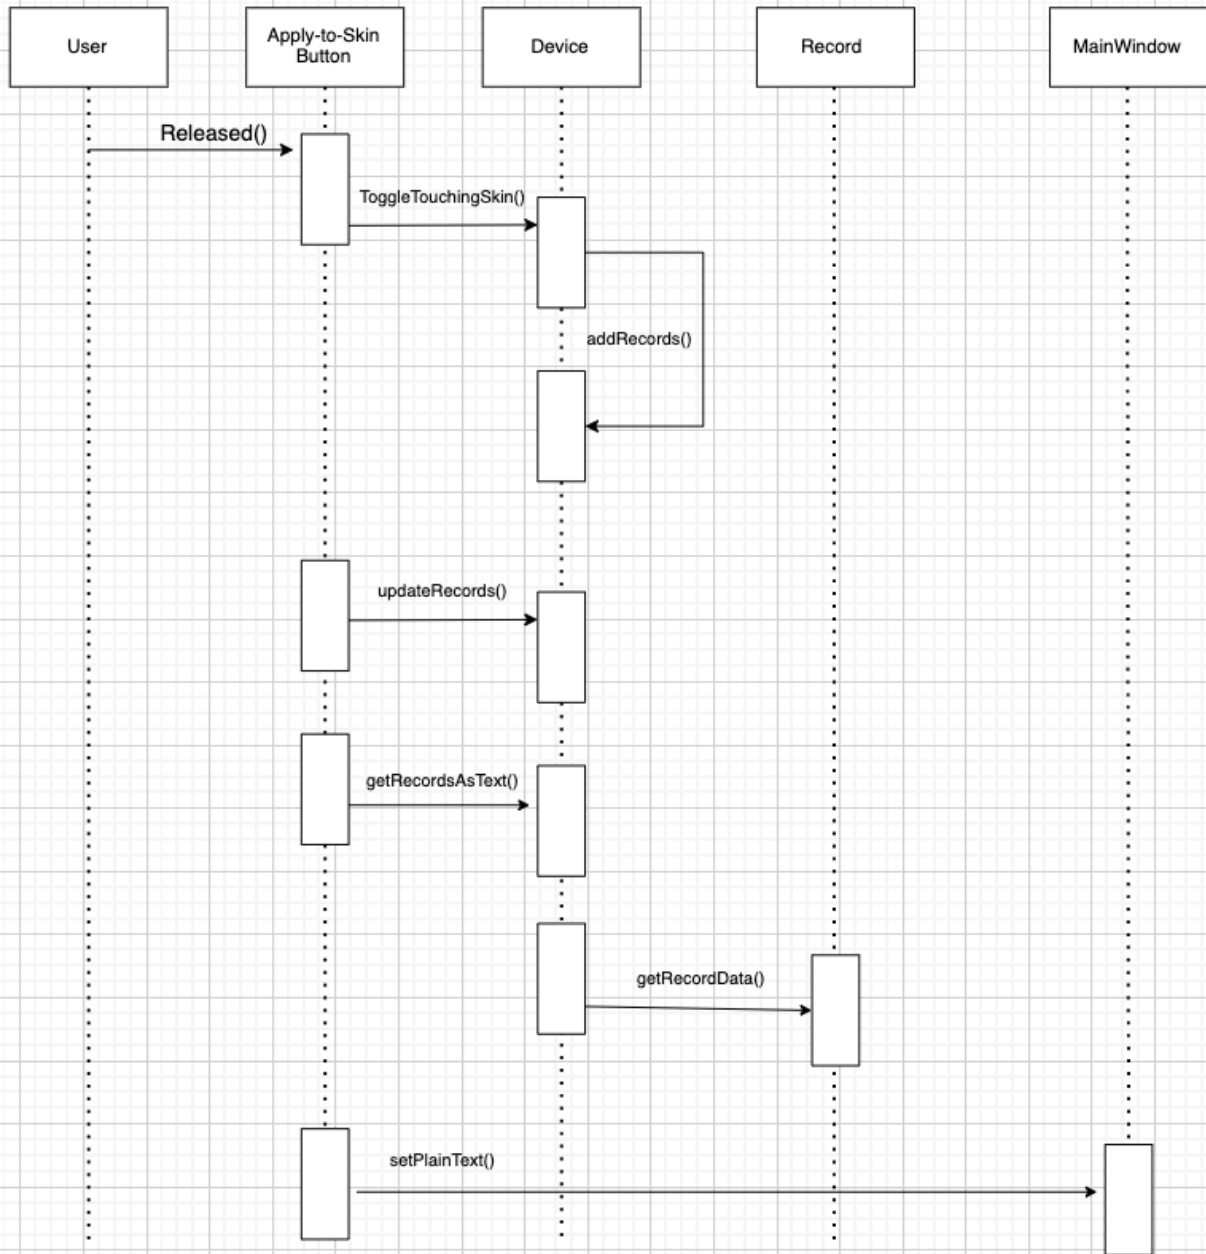 User
Apply-to-Skin
Button
Device
Record
MainWindow
Released()
ToggleTouchingSkin()
addRecords()
updateRecords()
getRecordsAsText()
getRecordData()
setPlainText()